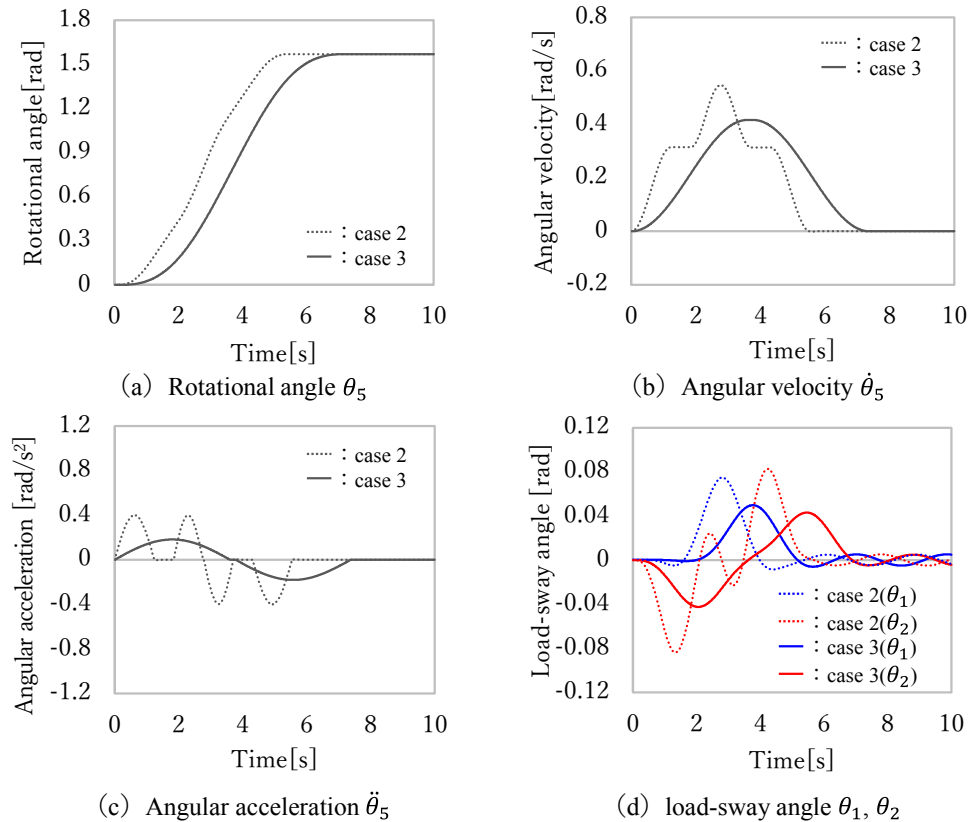 Rotational angle[rad]
1.8
1.5
1.2
0.9
0.6
0.3
0
: case 2
: case 3
0 2 4 6 8 10
Time[s]
(a) Rotational angle θ₅
Angular velocity[rad/s]
0.8
0.6
0.4
0.2
0
-0.2
: case 2
: case 3
0 2 4 6 8 10
Time[s]
(b) Angular velocity θ̇₅
Angular acceleration [rad/s²]
1.2
0.8
0.4
0
-0.4
-0.8
-1.2
: case 2
: case 3
0 2 4 6 8 10
Time[s]
(c) Angular acceleration θ̈₅
Load-sway angle [rad]
0.12
0.08
0.04
0
-0.04
-0.08
-0.12
: case 2(θ₁)
: case 2(θ₂)
: case 3(θ₁)
: case 3(θ₂)
0 2 4 6 8 10
Time[s]
(d) load-sway angle θ₁, θ₂